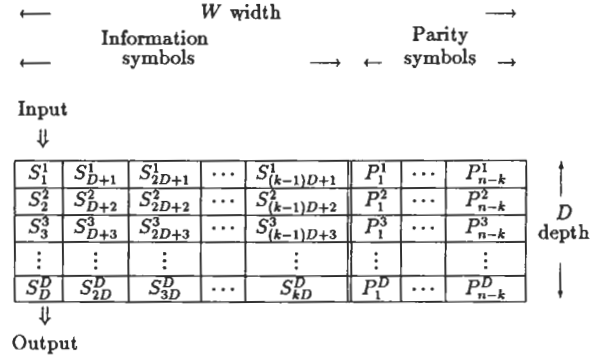 W width
Information symbols
Parity symbols
Input
S_1^1 S_{D+1}^1 S_{2D+1}^1 ⋯ S_{(k-1)D+1}^1 P_1^1 ⋯ P_{n-k}^1
S_2^2 S_{D+2}^2 S_{2D+2}^2 ⋯ S_{(k-1)D+2}^2 P_1^2 ⋯ P_{n-k}^2
S_3^3 S_{D+3}^3 S_{2D+3}^3 ⋯ S_{(k-1)D+3}^3 P_1^3 ⋯ P_{n-k}^3
⋮ ⋮ ⋮ ⋮ ⋮ ⋮
S_D^D S_{2D}^D S_{3D}^D ⋯ S_{kD}^D P_1^D ⋯ P_{n-k}^D
D
depth
Output